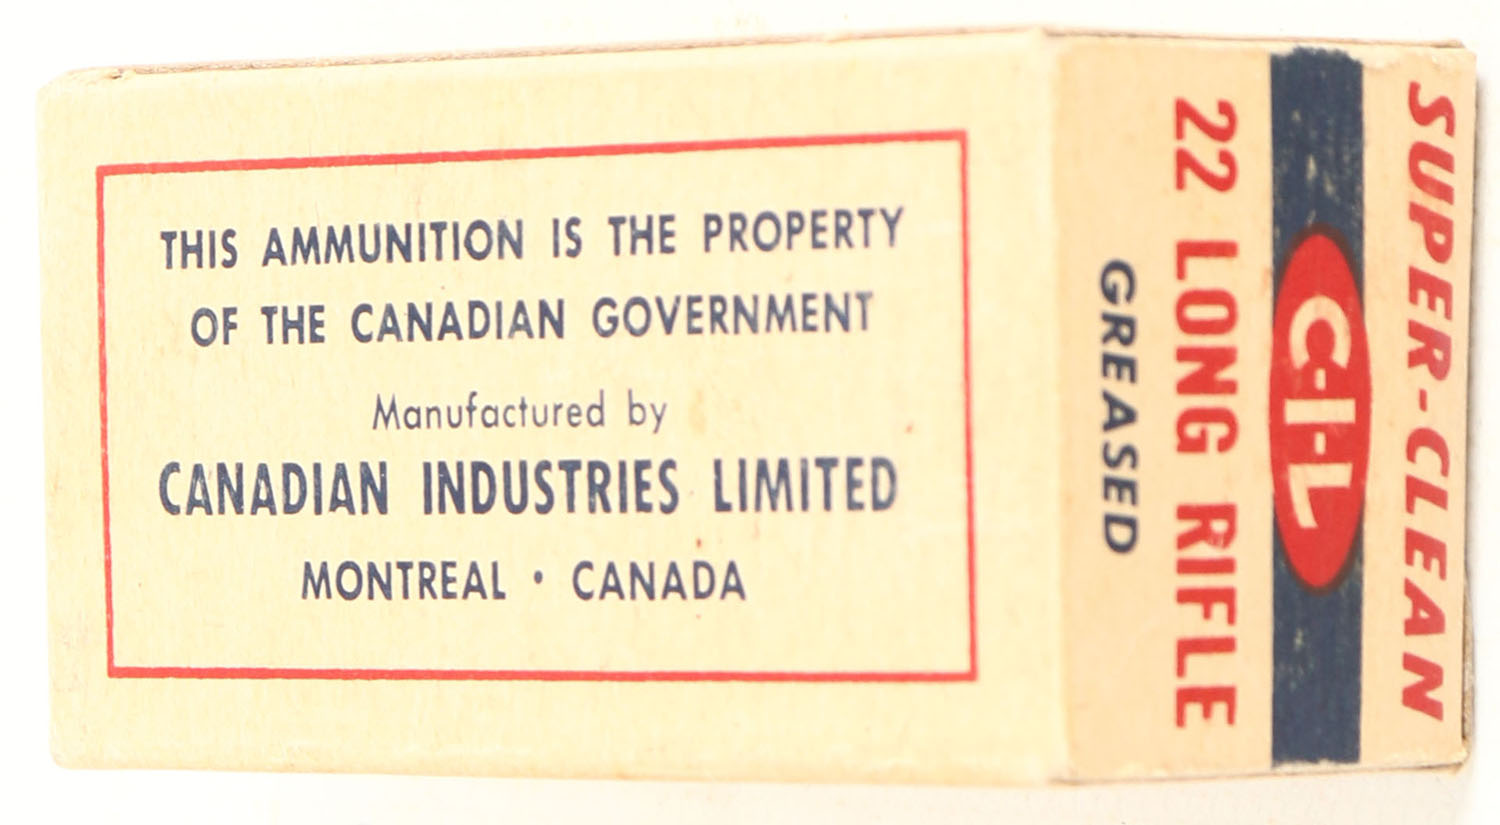 THIS AMMUNITION IS THE PROPERTY
OF THE CANADIAN GOVERNMENT
Manufactured by
CANADIAN INDUSTRIES LIMITED
MONTREAL · CANADA
SUPER-CLEAN
C-I-L
22 LONG RIFLE
GREASED